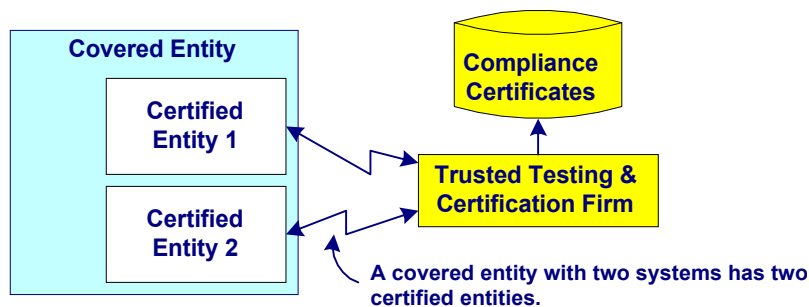 Covered Entity
Certified
Entity 1
Certified
Entity 2
Compliance
Certificates
Trusted Testing &
Certification Firm
A covered entity with two systems has two
certified entities.